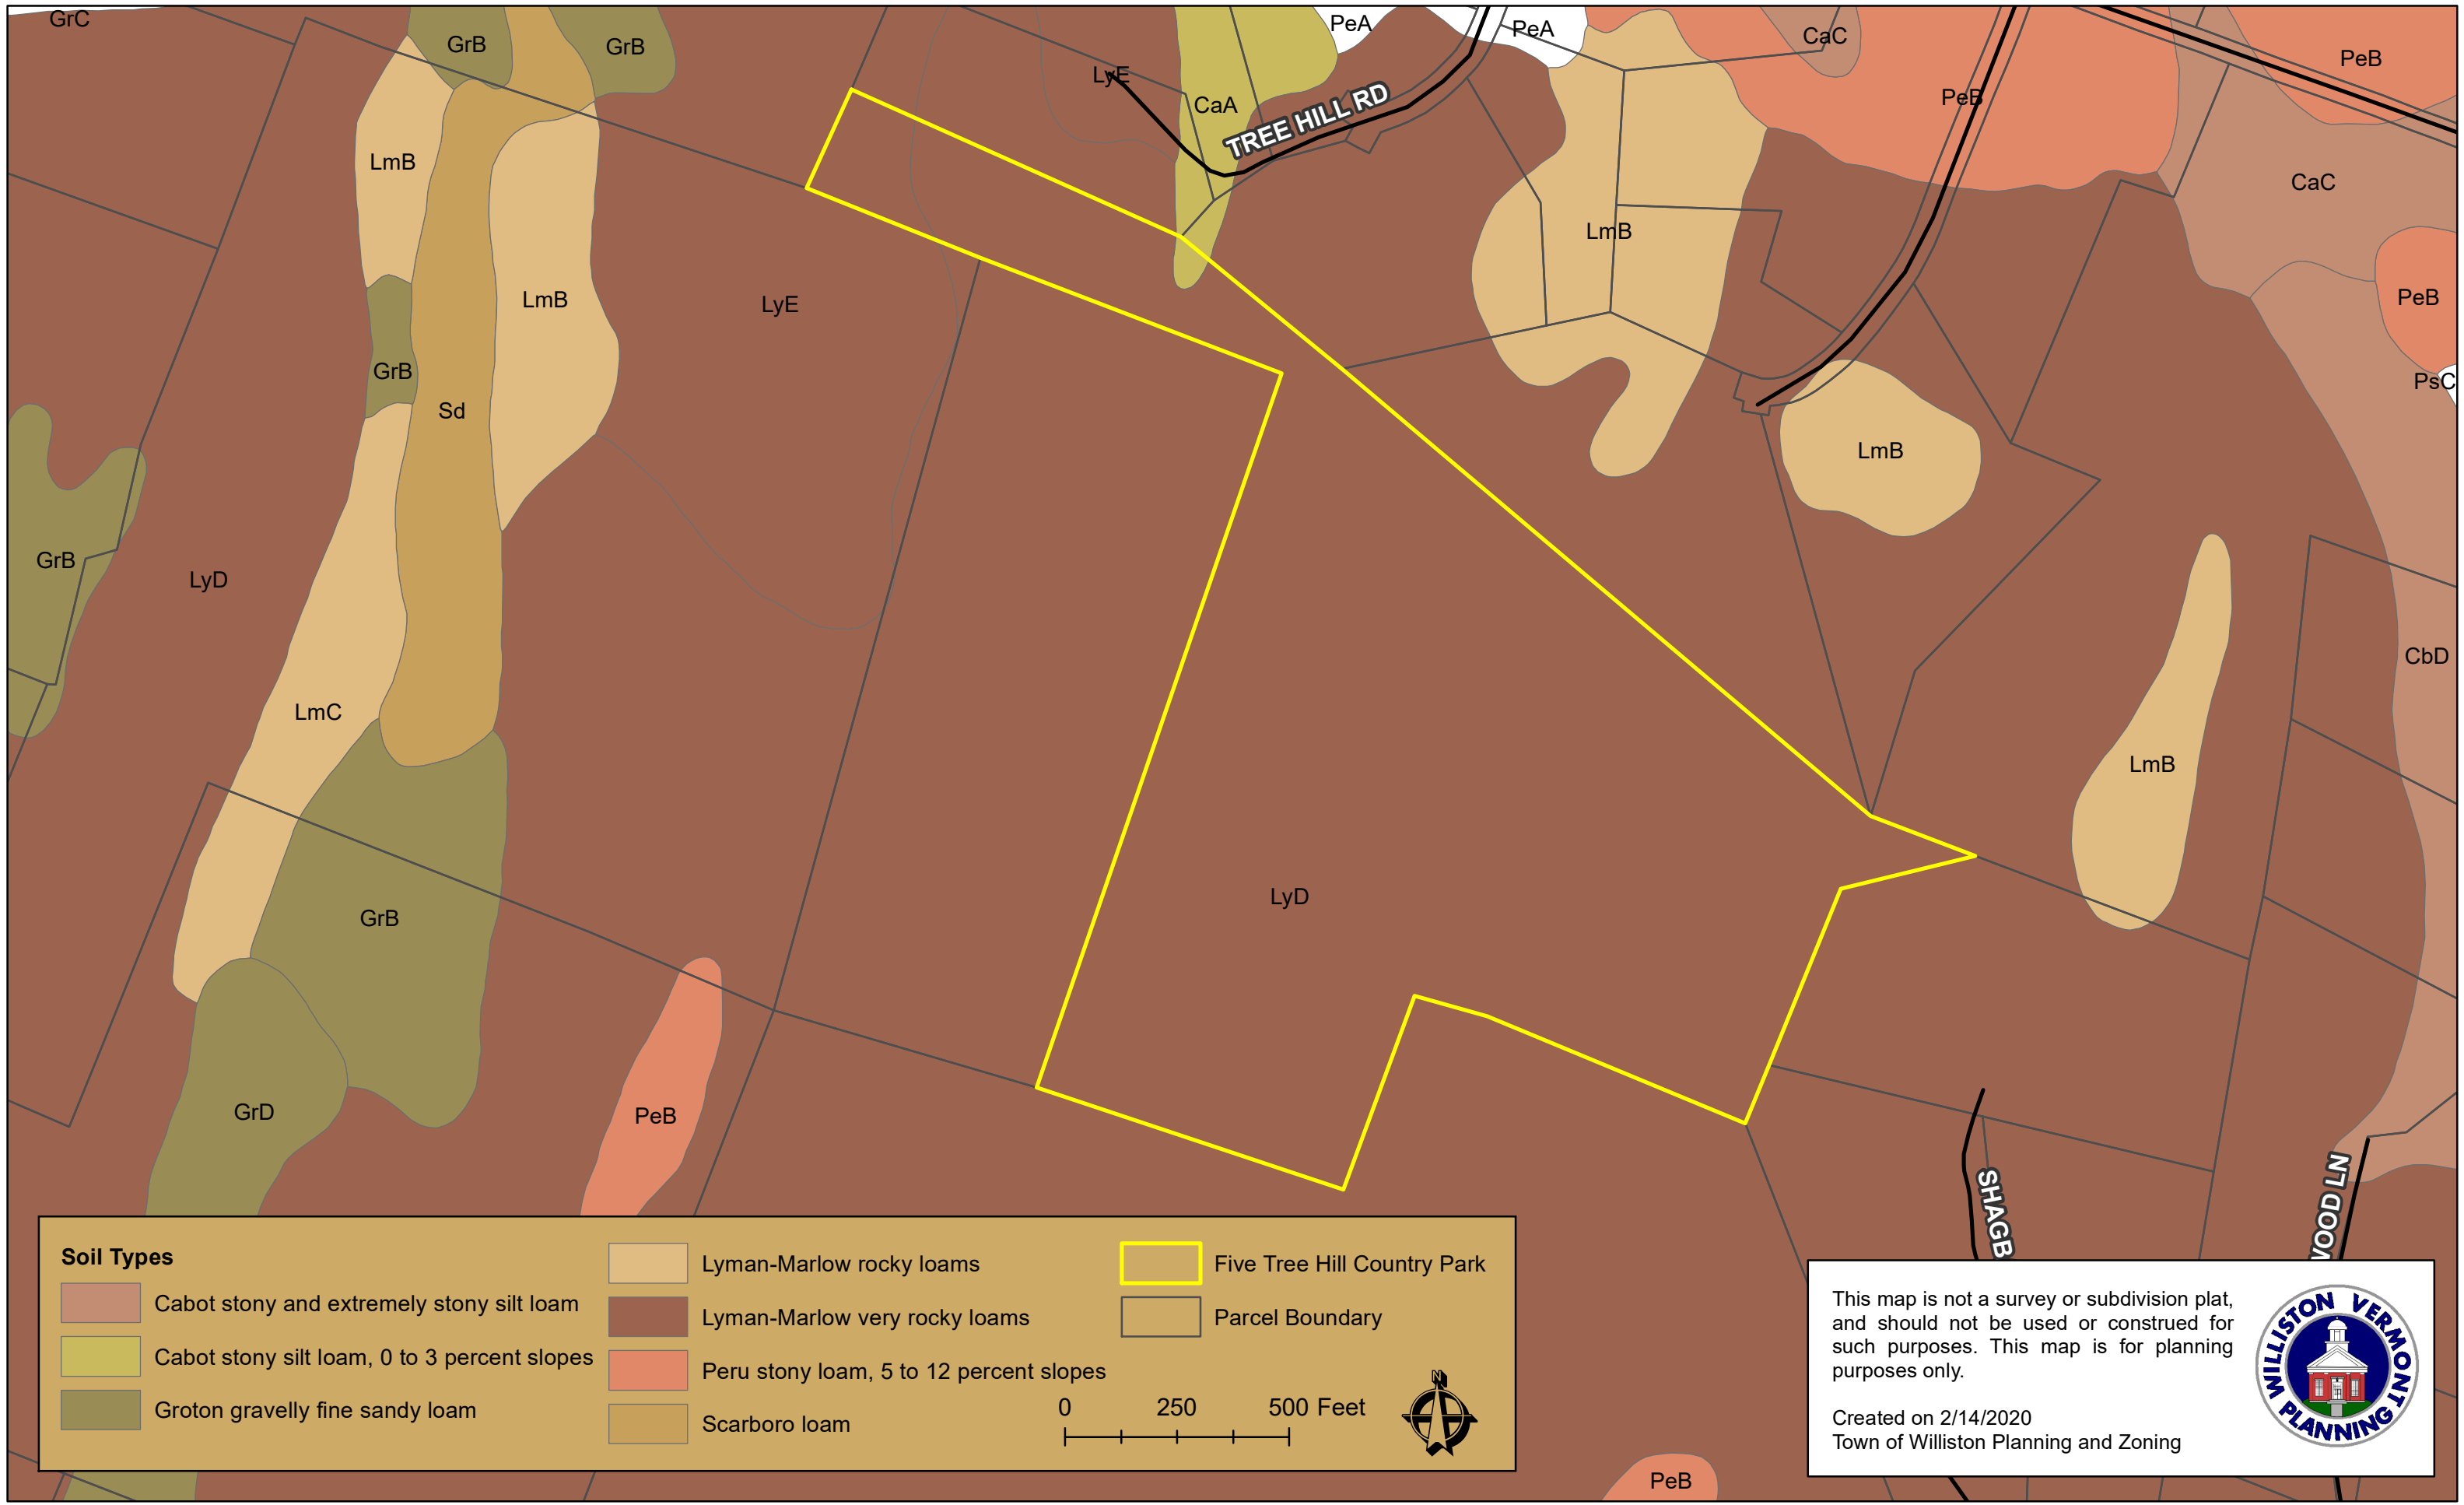 GrC
GrB
GrB
PeA
PeA
CaC
PeB
LyE
CaA
PeB
TREE HILL RD
LmB
CaC
LmB
LmB
LyE
PeB
GrB
PsC
Sd
LmB
GrB
LyD
CbD
LmC
LmB
LyD
GrB
GrD
PeB
SHAGB
WOOD LN
Soil Types
Cabot stony and extremely stony silt loam
Cabot stony silt loam, 0 to 3 percent slopes
Groton gravelly fine sandy loam
Lyman-Marlow rocky loams
Lyman-Marlow very rocky loams
Peru stony loam, 5 to 12 percent slopes
Scarboro loam
Five Tree Hill Country Park
Parcel Boundary
0 250 500 Feet
N
This map is not a survey or subdivision plat,
and should not be used or construed for
such purposes. This map is for planning
purposes only.
Created on 2/14/2020
Town of Williston Planning and Zoning
WILLISTON VERMONT
PLANNING
PeB